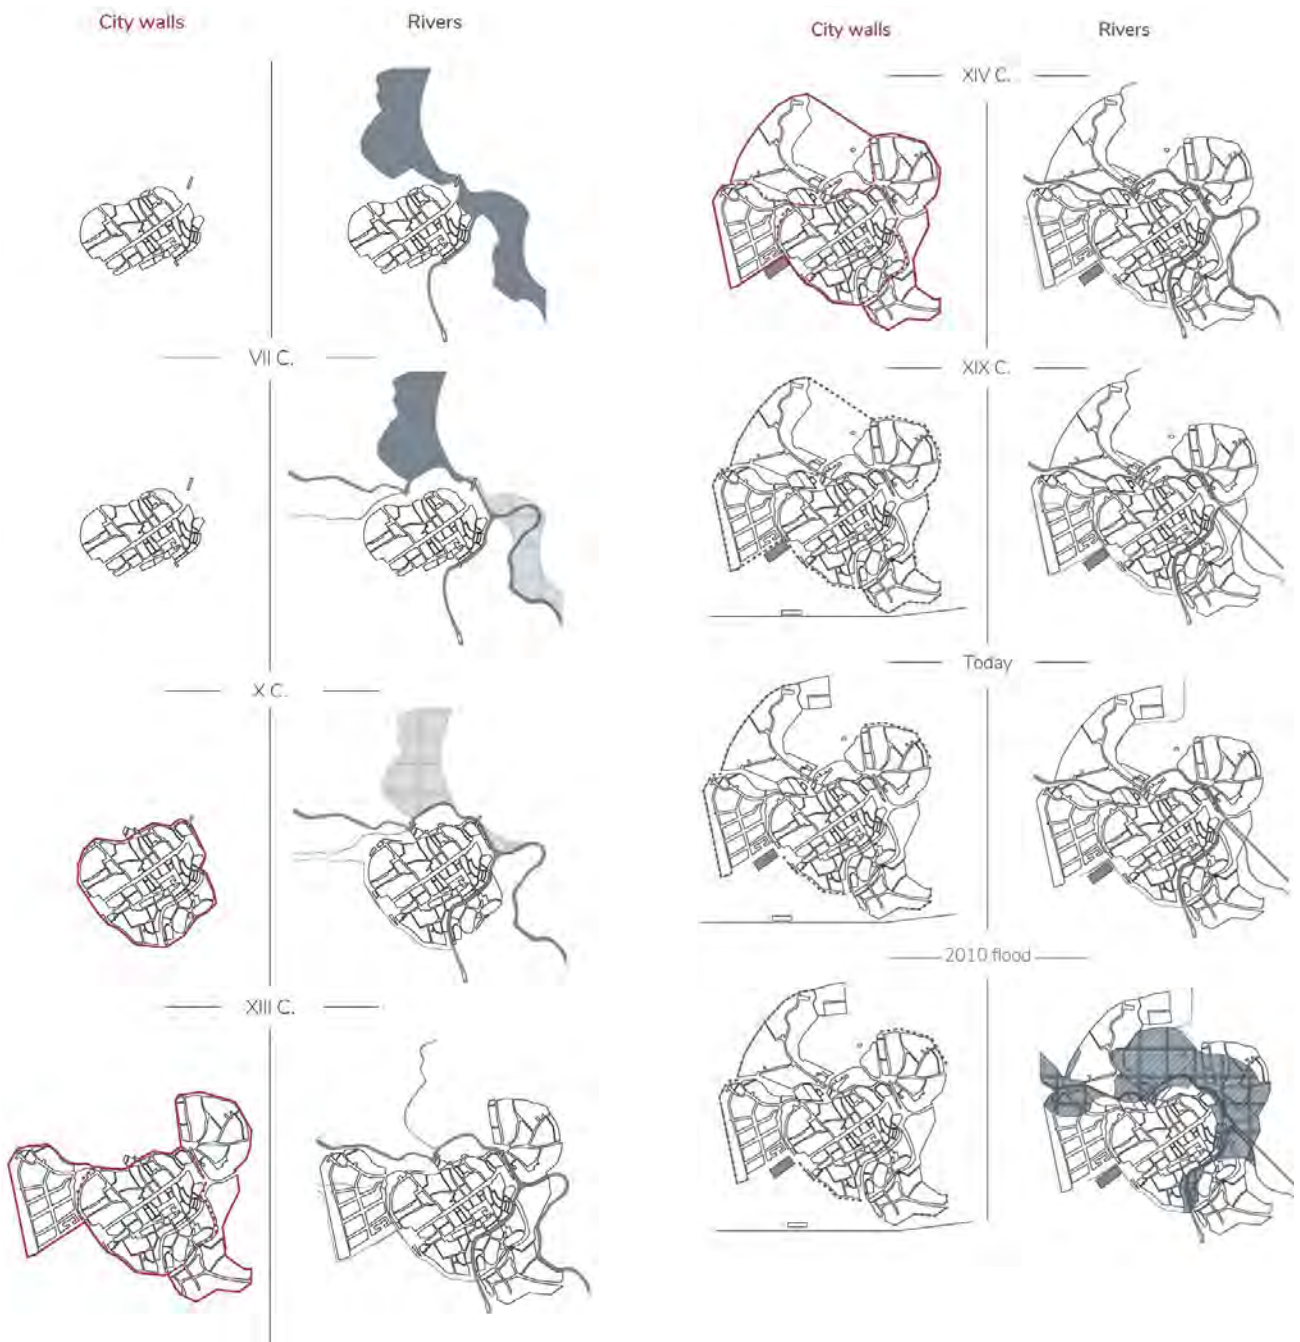 City walls
Rivers
VII C.
X C.
XIII C.
City walls
Rivers
XIV C.
XIX C.
Today
2010 flood